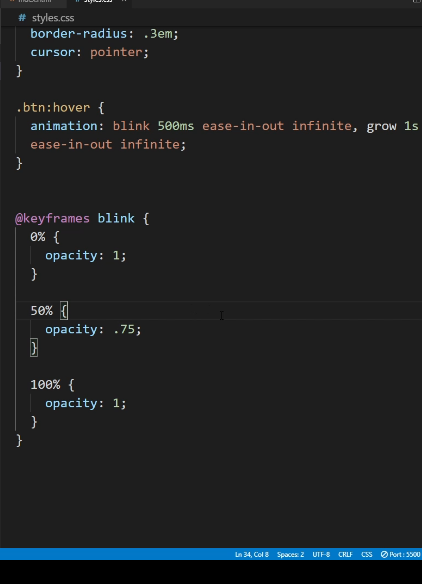 styles.css
# styles.css
border-radius: .3em;
cursor: pointer;
}
.btn:hover {
animation: blink 500ms ease-in-out infinite, grow 1s
ease-in-out infinite;
}
@keyframes blink {
0% {
opacity: 1;
}
50% {
opacity: .75;
}
100% {
opacity: 1;
}
}
Ln 34, Col 8 Spaces: 2 UTF-8 CRLF CSS Port : 5500